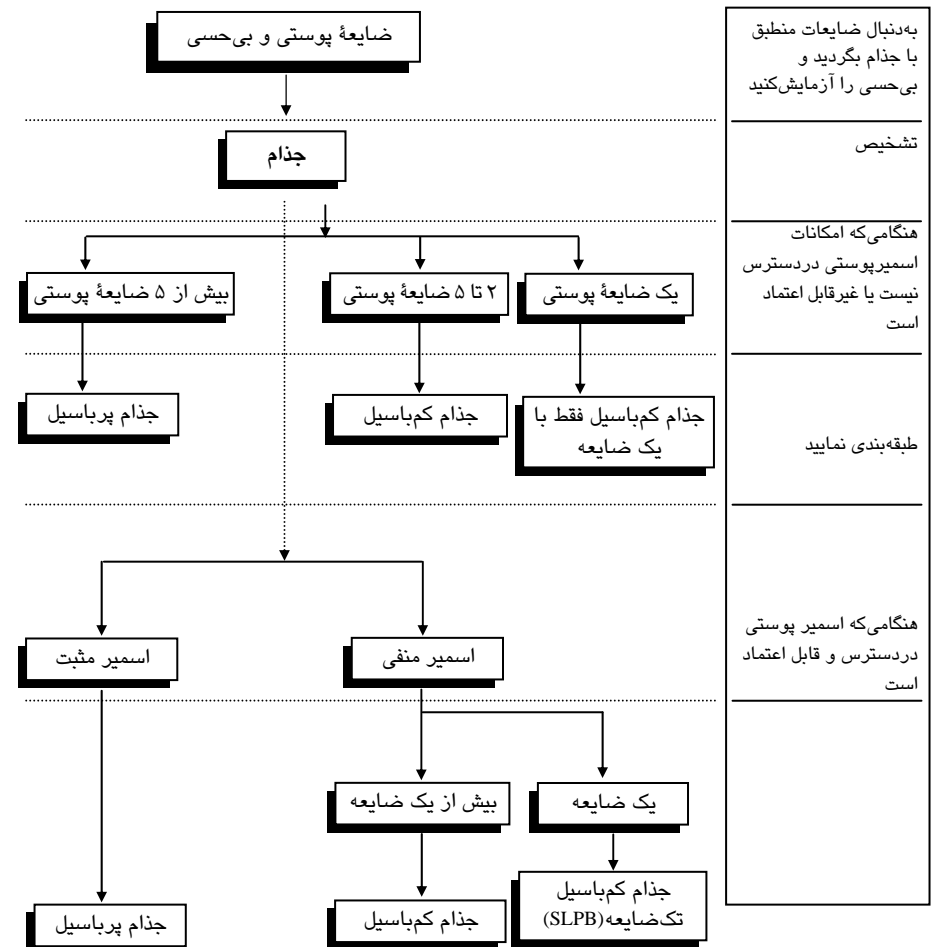 ضایعهٔ پوستی و بی‌حسی
به‌دنبال ضایعات منطبق
با جذام بگردید و
بی‌حسی را آزمایش‌کنید
جذام
تشخیص
هنگامی‌که امکانات
اسمیرپوستی دردسترس
نیست یا غیرقابل اعتماد
است
یک ضایعهٔ پوستی
۲ تا ۵ ضایعهٔ پوستی
بیش از ۵ ضایعهٔ پوستی
جذام کم‌باسیل فقط با
یک ضایعه
جذام کم‌باسیل
جذام پرباسیل
طبقه‌بندی نمایید
هنگامی‌که اسمیر پوستی
دردسترس و قابل اعتماد
است
اسمیر منفی
اسمیر مثبت
یک ضایعه
بیش از یک ضایعه
جذام کم‌باسیل
تک‌ضایعه(SLPB)
جذام کم‌باسیل
جذام پرباسیل